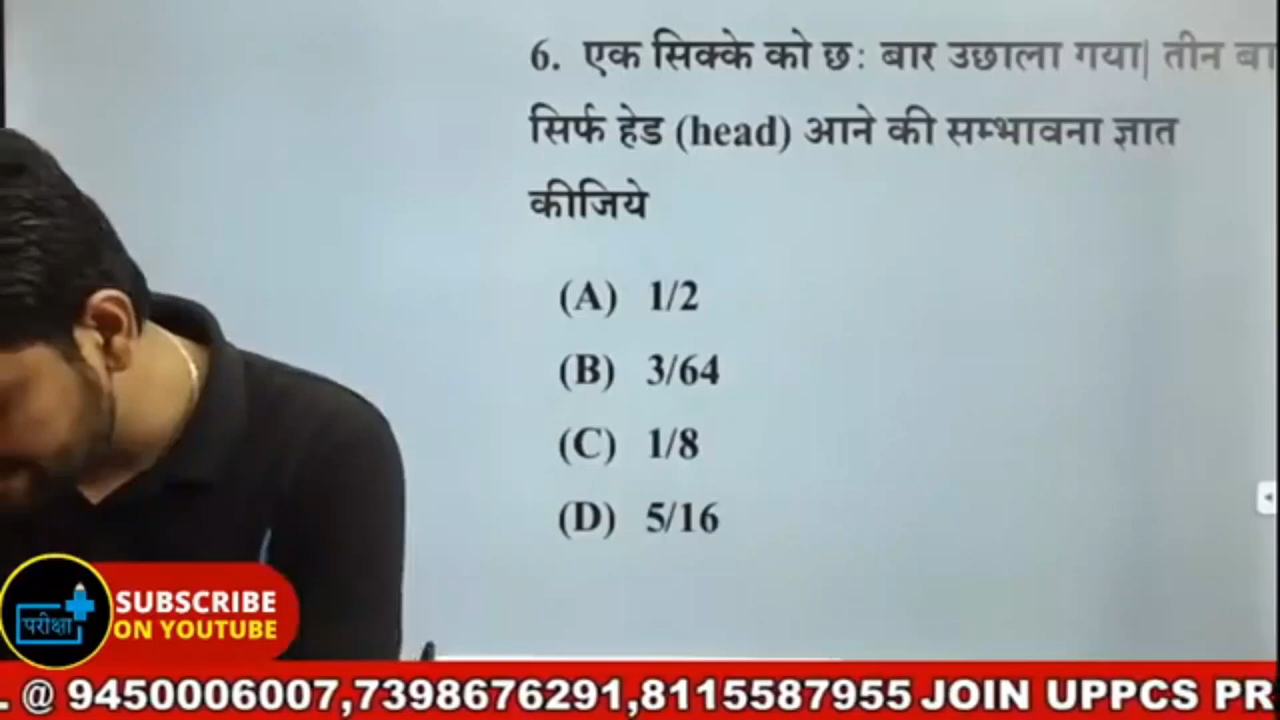 6. एक सिक्के को छ: बार उछाला गया| तीन बा
सिर्फ हेड (head) आने की सम्भावना ज्ञात
कीजिये
(A) 1/2
(B) 3/64
(C) 1/8
(D) 5/16
परीक्षा
SUBSCRIBE
ON YOUTUBE
. @ 9450006007,7398676291,8115587955 JOIN UPPCS PR